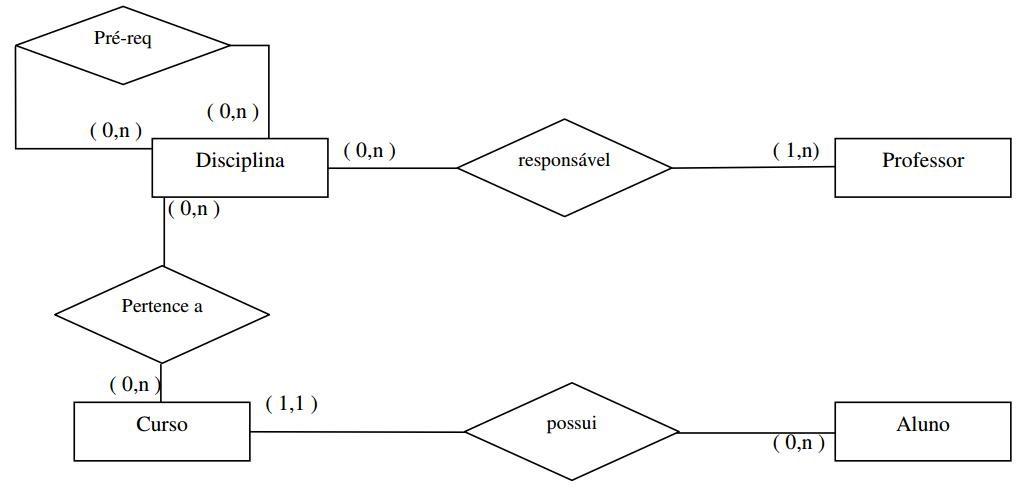 Pré-req
( 0,n )
( 0,n )
Disciplina
( 0,n )
responsável
( 1,n)
Professor
( 0,n )
Pertence a
( 0,n )
Curso
( 1,1 )
possui
( 0,n )
Aluno